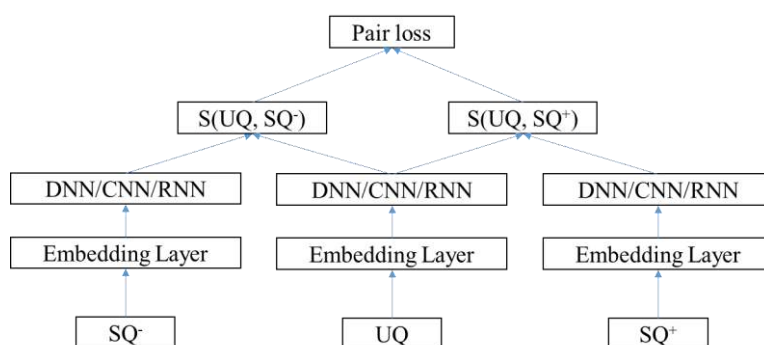 Pair loss
S(UQ, SQ⁻)
S(UQ, SQ⁺)
DNN/CNN/RNN
DNN/CNN/RNN
DNN/CNN/RNN
Embedding Layer
Embedding Layer
Embedding Layer
SQ⁻
UQ
SQ⁺